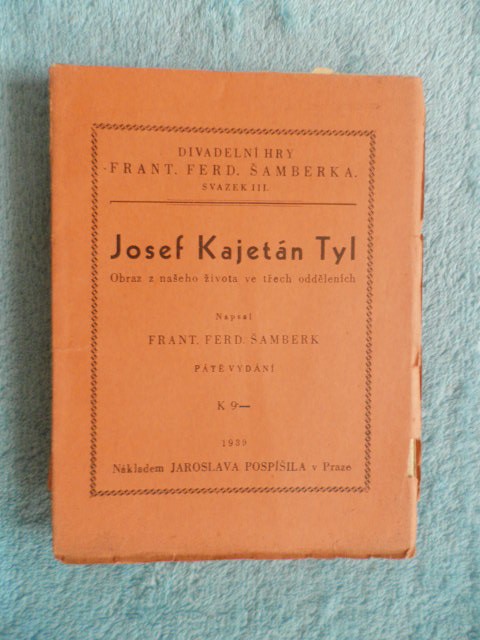 DIVADELNÍ HRY
FRANT. FERD. ŠAMBERKA.
SVAZEK III.
Josef Kajetán Tyl
Obraz z našeho života ve třech odděleních
Napsal
FRANT. FERD. ŠAMBERK
PÁTÉ VYDÁNÍ
K 9—
1939
Nákladem JAROSLAVA POSPÍŠILA v Praze